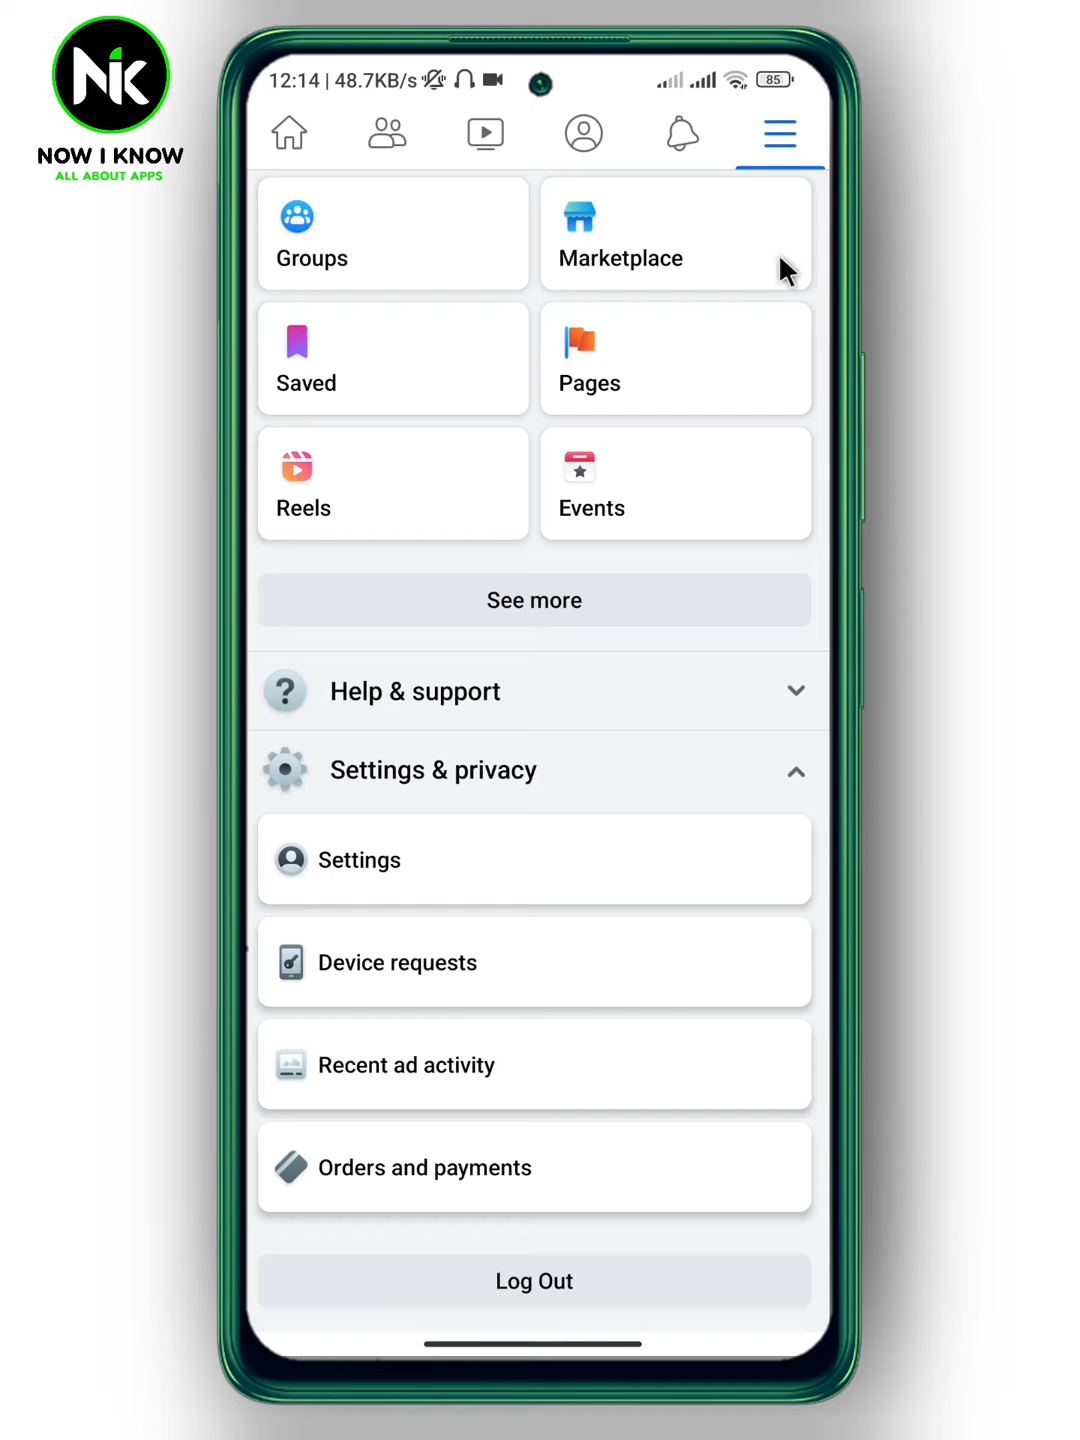 NOW I KNOW
ALL ABOUT APPS
12:14 | 48.7KB/s
85
Groups
Marketplace
Saved
Pages
Reels
Events
See more
Help & support
Settings & privacy
Settings
Device requests
Recent ad activity
Orders and payments
Log Out